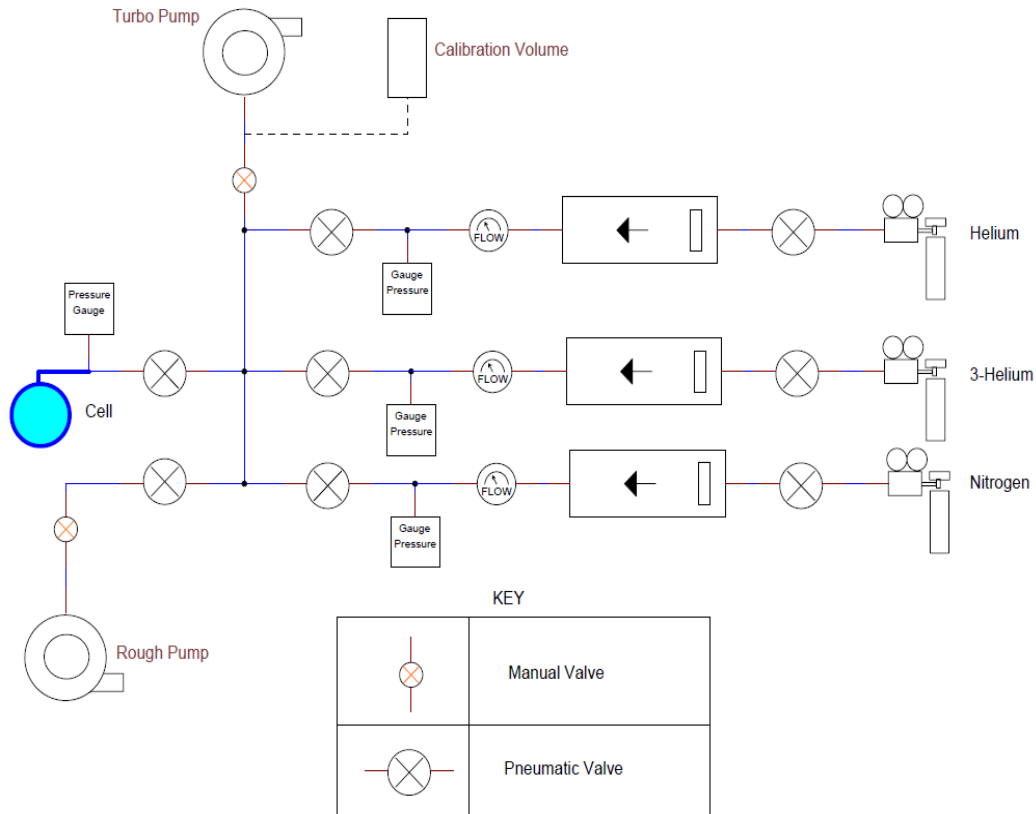 Turbo Pump
Calibration Volume
FLOW
Helium
Gauge
Pressure
Pressure
Gauge
FLOW
3-Helium
Cell
Gauge
Pressure
FLOW
Nitrogen
Gauge
Pressure
KEY
Rough Pump
Manual Valve
Pneumatic Valve